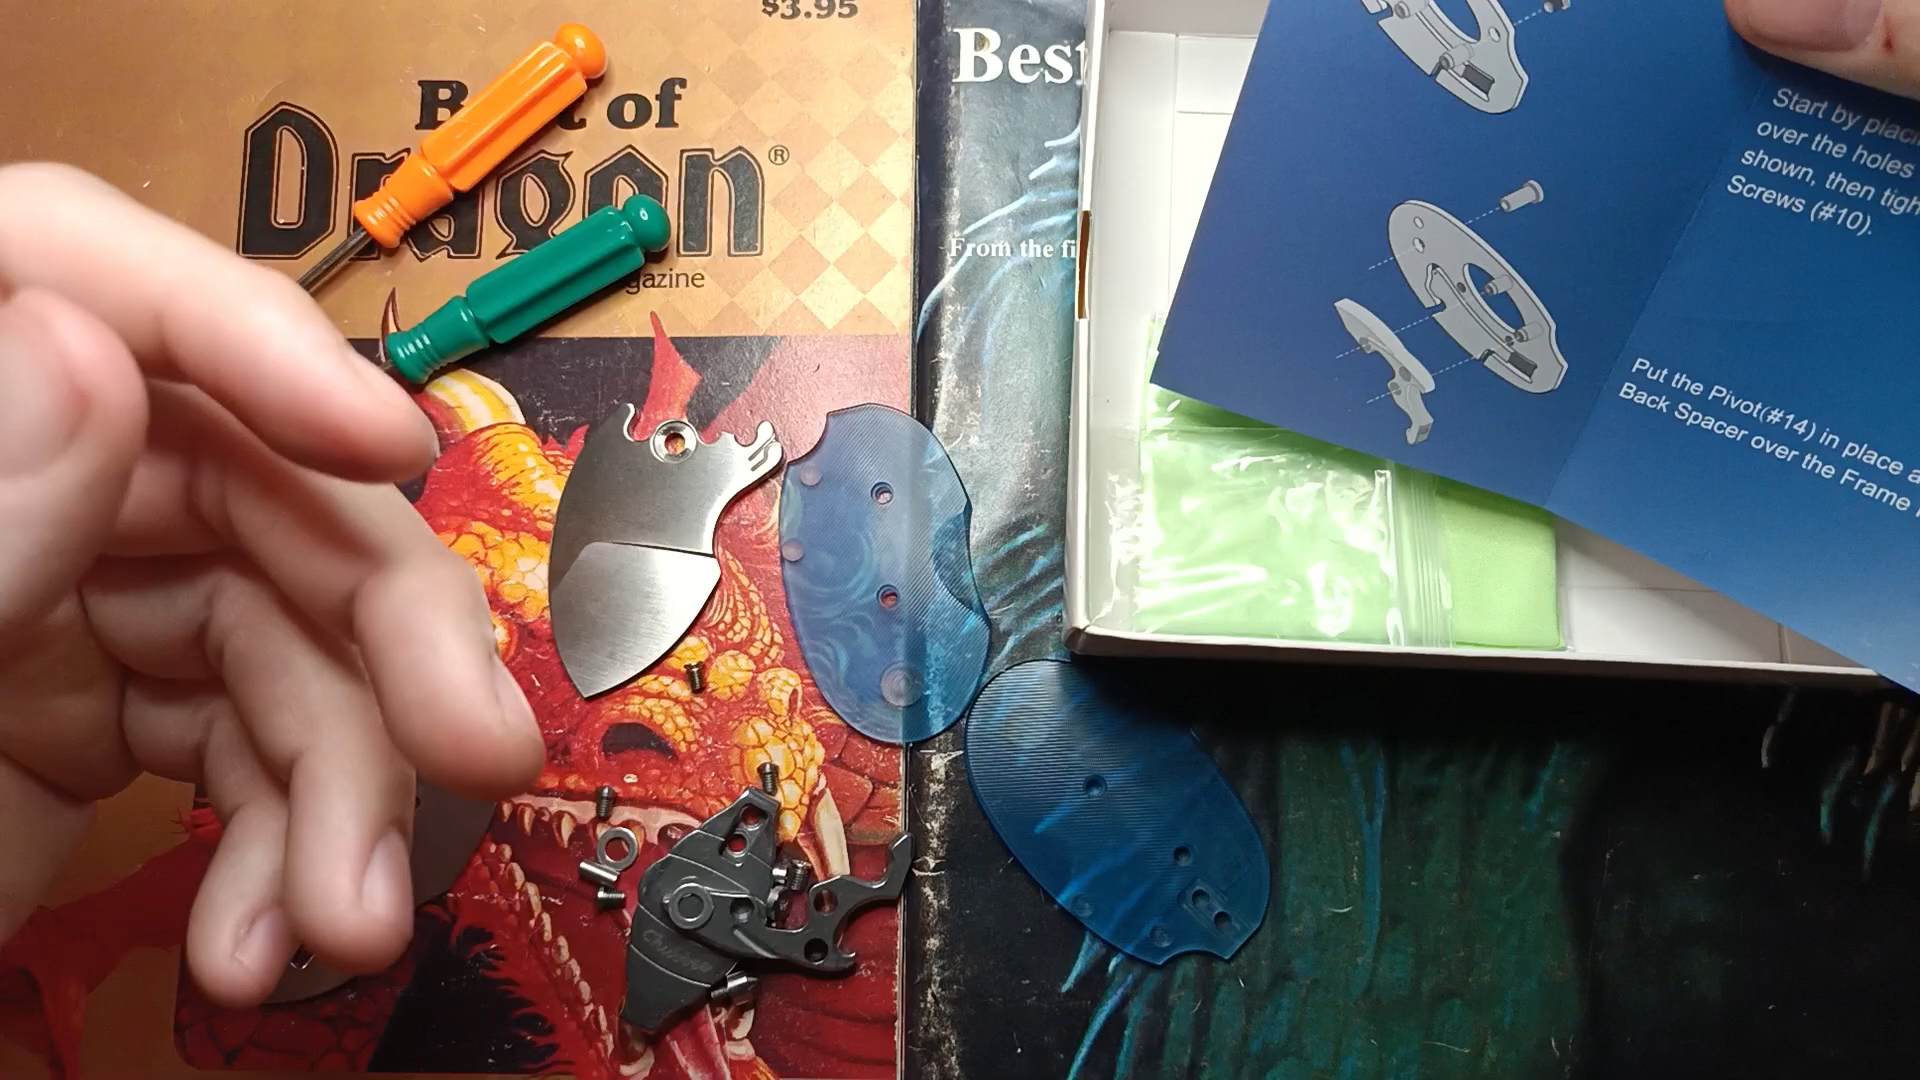 $3.95
B t of
Dragon®
gazine
Best
From the fi
Start by placi
over the holes
shown, then tigh
Screws (#10).
Put the Pivot(#14) in place a
Back Spacer over the Frame